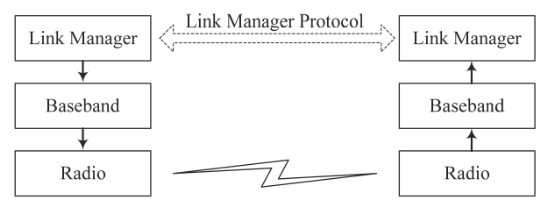 Link Manager Protocol
Link Manager
Link Manager
Baseband
Baseband
Radio
Radio